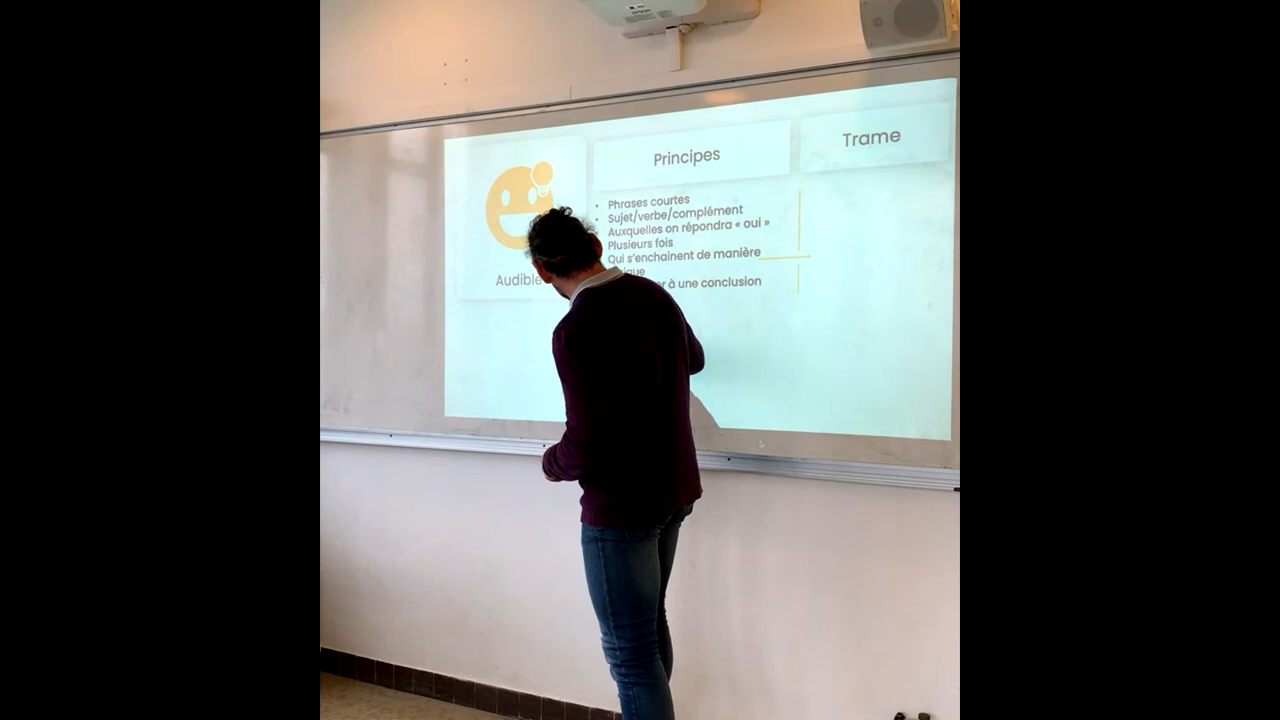 EPSON
Principes
Trame
Phrases courtes
Sujet/verbe/complément
Auxquelles on répondra « oui »
Plusieurs fois
Qui s'enchainent de manière
à une conclusion
Audible